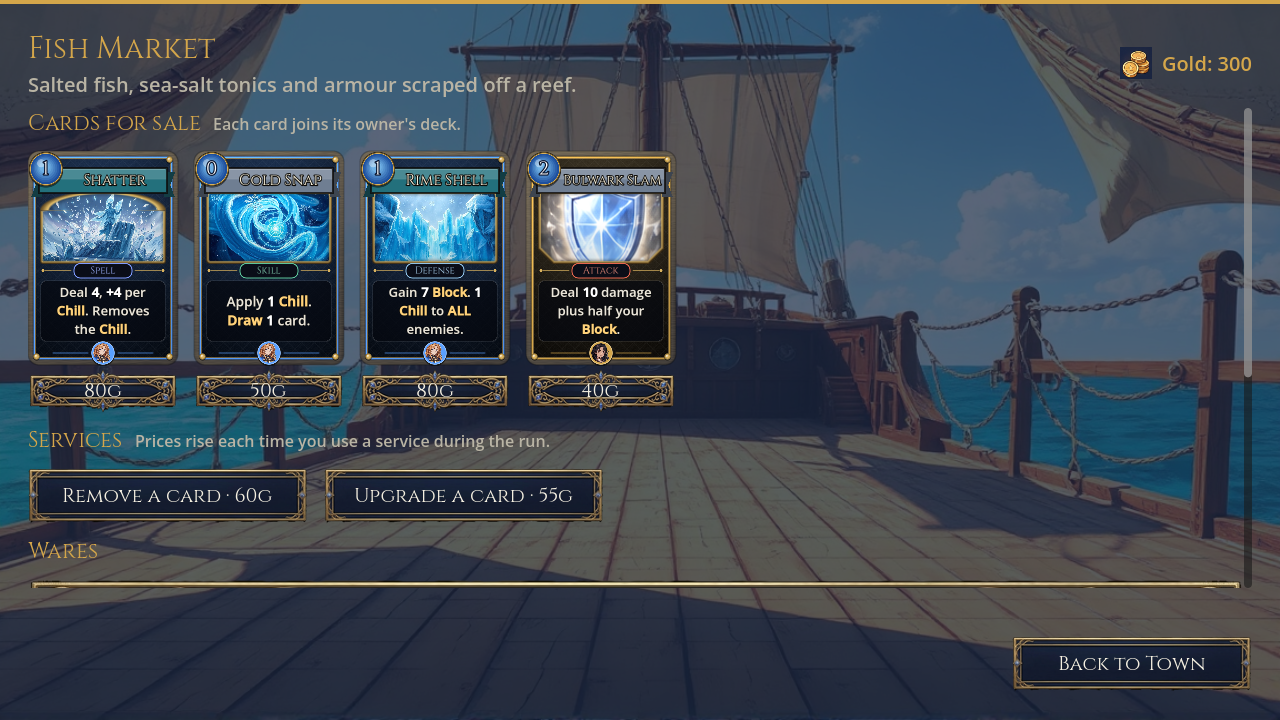 Fish Market
Salted fish, sea-salt tonics and armour scraped off a reef.
Gold: 300
Cards for sale Each card joins its owner's deck.
1 Shatter
Spell
Deal 4, +4 per
Chill. Removes
the Chill.
80G
0 Cold Snap
Skill
Apply 1 Chill.
Draw 1 card.
50G
1 Rime Shell
Defense
Gain 7 Block. 1
Chill to ALL
enemies.
80G
2 Bulwark Slam
Attack
Deal 10 damage
plus half your
Block.
40G
Services Prices rise each time you use a service during the run.
Remove a card · 60G
Upgrade a card · 55G
Wares
Back to Town